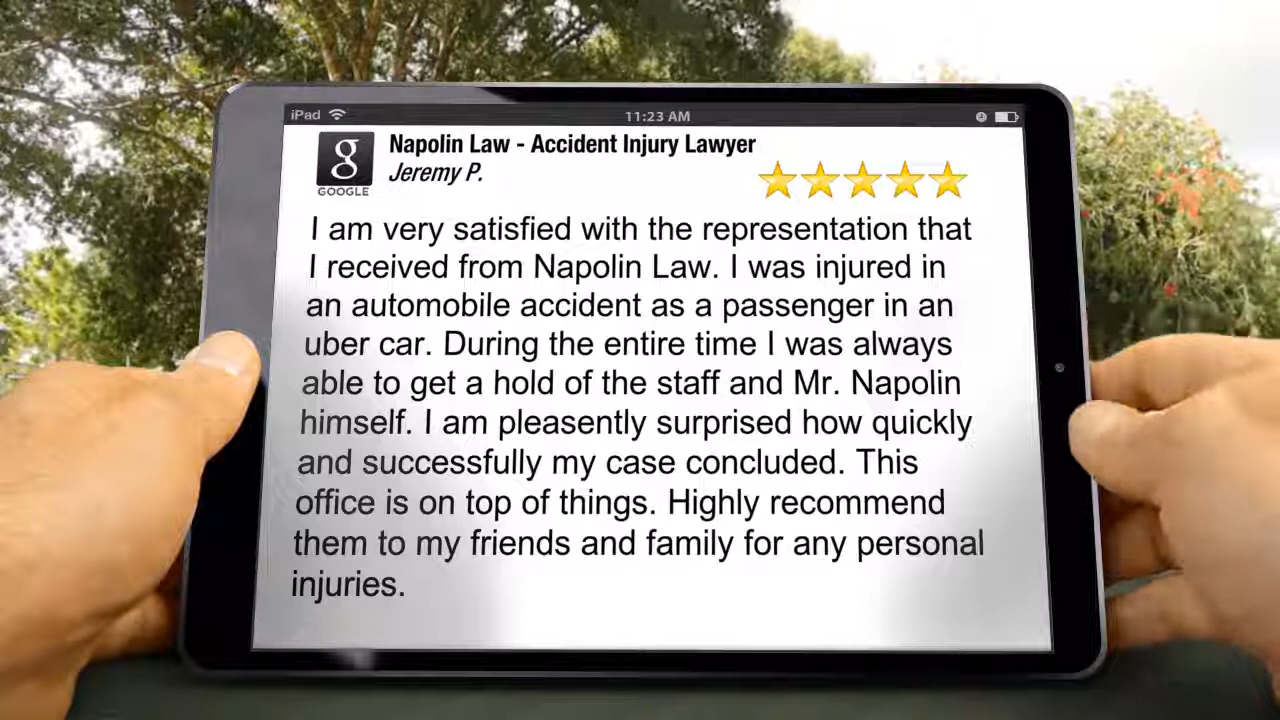 iPad 11:23 AM
g
GOOGLE
Napolin Law - Accident Injury Lawyer
Jeremy P.
I am very satisfied with the representation that
I received from Napolin Law. I was injured in
an automobile accident as a passenger in an
uber car. During the entire time I was always
able to get a hold of the staff and Mr. Napolin
himself. I am pleasently surprised how quickly
and successfully my case concluded. This
office is on top of things. Highly recommend
them to my friends and family for any personal
injuries.